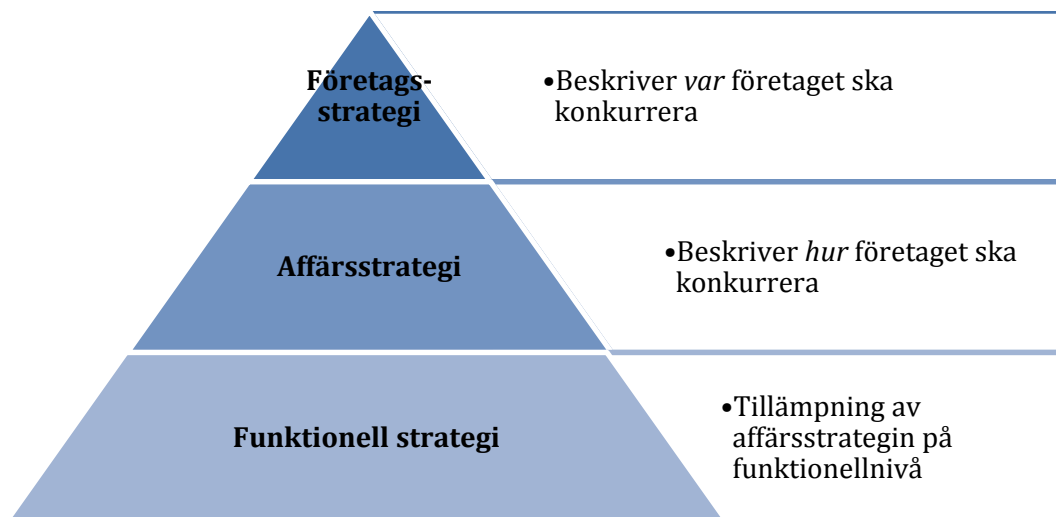 Företags-
strategi
•Beskriver var företaget ska
konkurrera
Affärsstrategi
•Beskriver hur företaget ska
konkurrera
Funktionell strategi
•Tillämpning av
affärsstrategin på
funktionellnivå